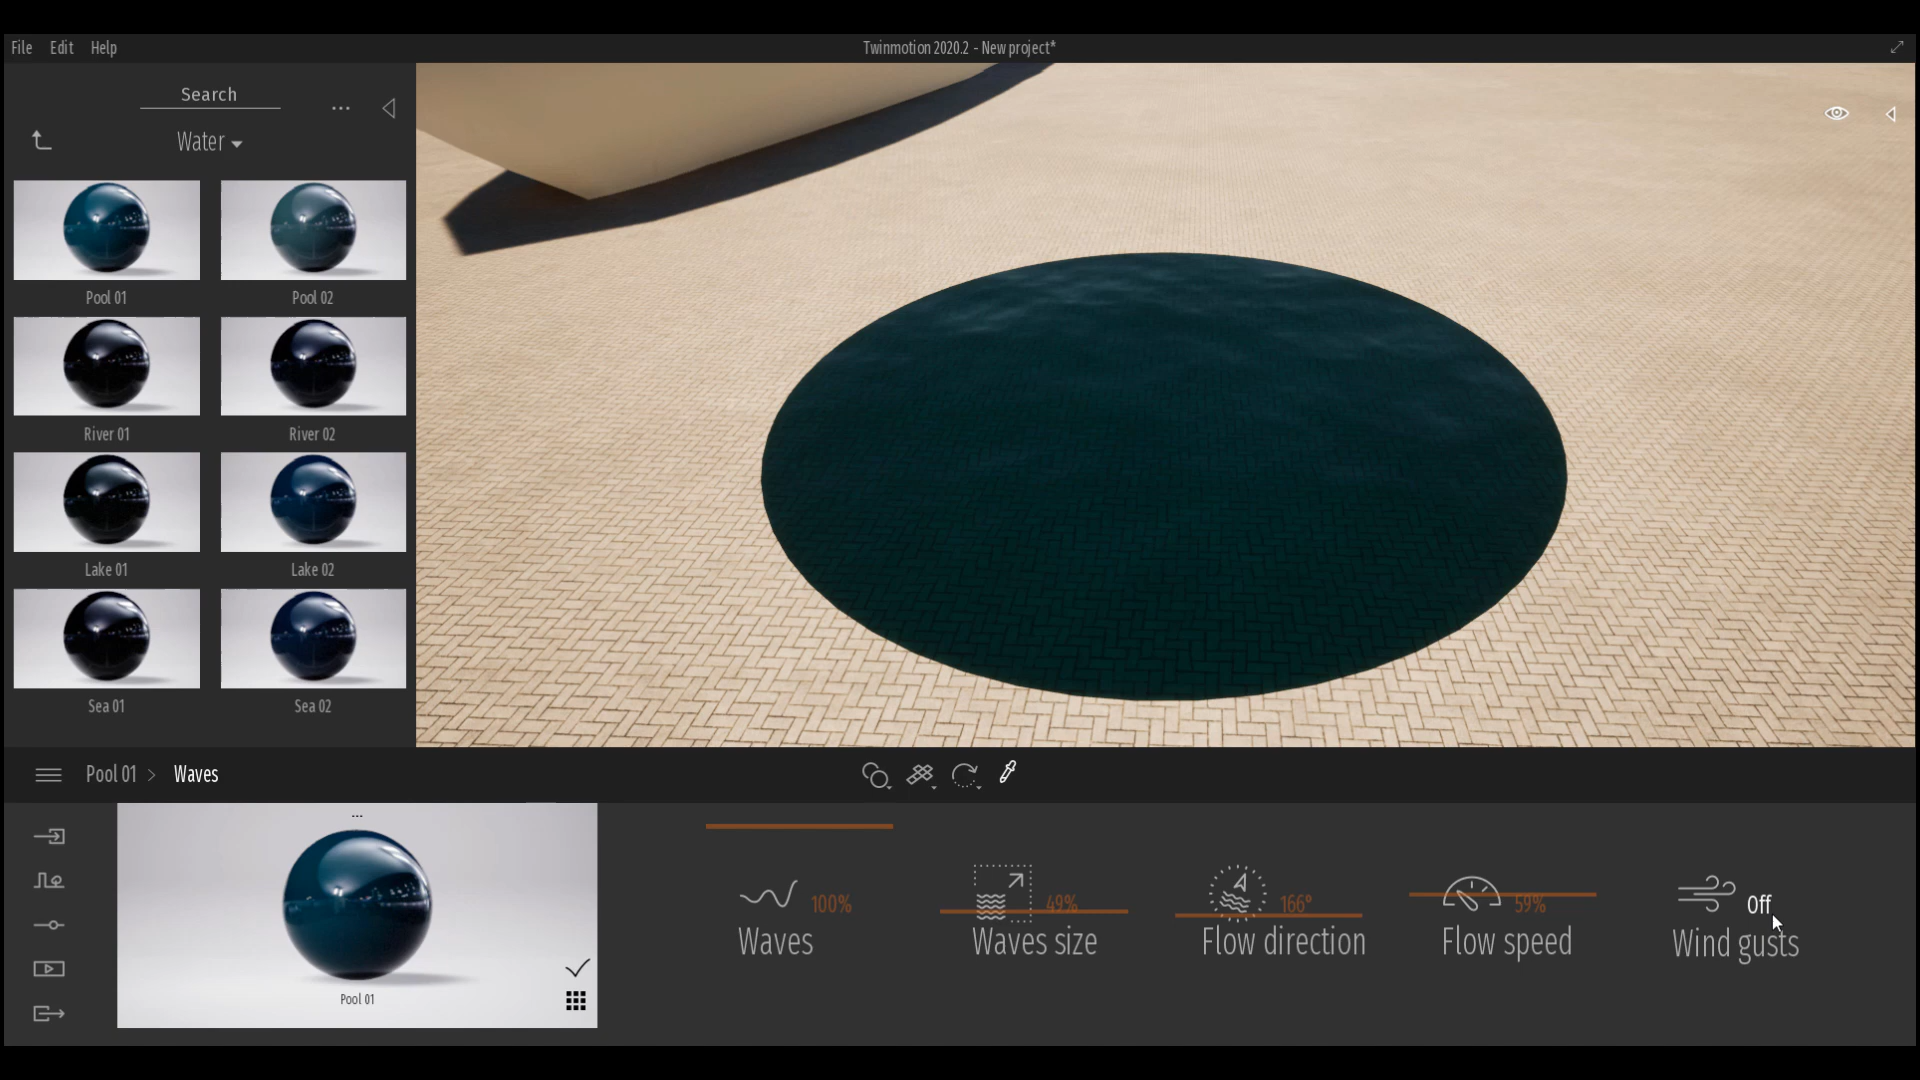 File Edit Help
Twinmotion 2020.2 - New project*
Search
...
Water
Pool 01
Pool 02
River 01
River 02
Lake 01
Lake 02
Sea 01
Sea 02
Pool 01 > Waves
...
Pool 01
100%
Waves
49%
Waves size
166°
Flow direction
59%
Flow speed
Off
Wind gusts